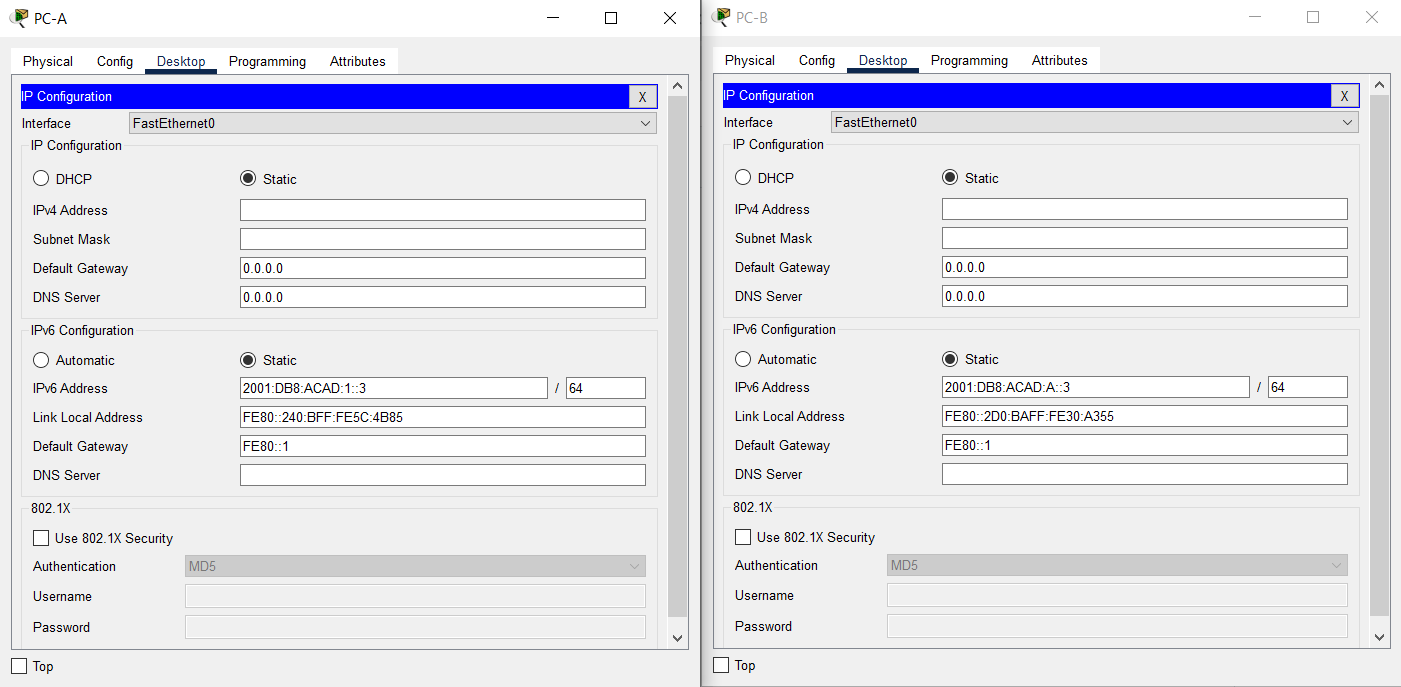 PC-A
Physical Config Desktop Programming Attributes
IP Configuration X
Interface FastEthernet0
IP Configuration
DHCP Static
IPv4 Address
Subnet Mask
Default Gateway 0.0.0.0
DNS Server 0.0.0.0
IPv6 Configuration
Automatic Static
IPv6 Address 2001:DB8:ACAD:1::3 / 64
Link Local Address FE80::240:BFF:FE5C:4B85
Default Gateway FE80::1
DNS Server
802.1X
Use 802.1X Security
Authentication MD5
Username
Password
Top
PC-B
Physical Config Desktop Programming Attributes
IP Configuration X
Interface FastEthernet0
IP Configuration
DHCP Static
IPv4 Address
Subnet Mask
Default Gateway 0.0.0.0
DNS Server 0.0.0.0
IPv6 Configuration
Automatic Static
IPv6 Address 2001:DB8:ACAD:A::3 / 64
Link Local Address FE80::2D0:BAFF:FE30:A355
Default Gateway FE80::1
DNS Server
802.1X
Use 802.1X Security
Authentication MD5
Username
Password
Top